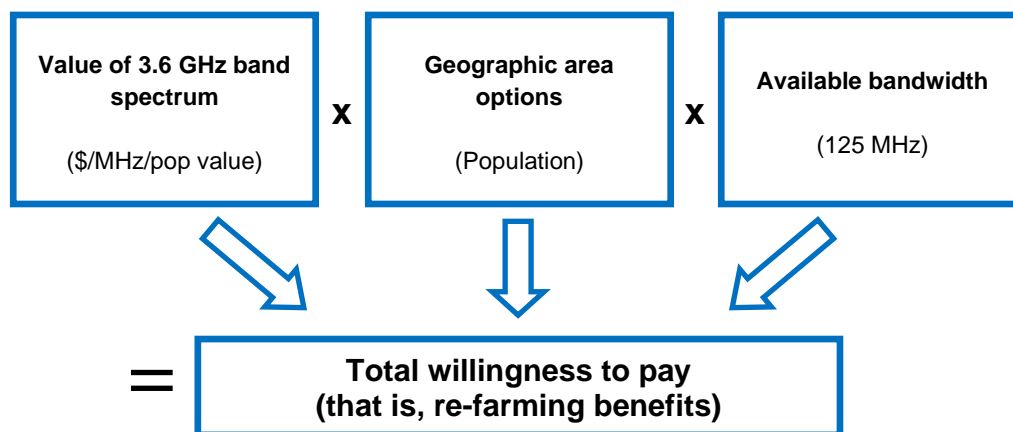 Value of 3.6 GHz band
spectrum
($/MHz/pop value)
x
Geographic area
options
(Population)
x
Available bandwidth
(125 MHz)
=
Total willingness to pay
(that is, re-farming benefits)